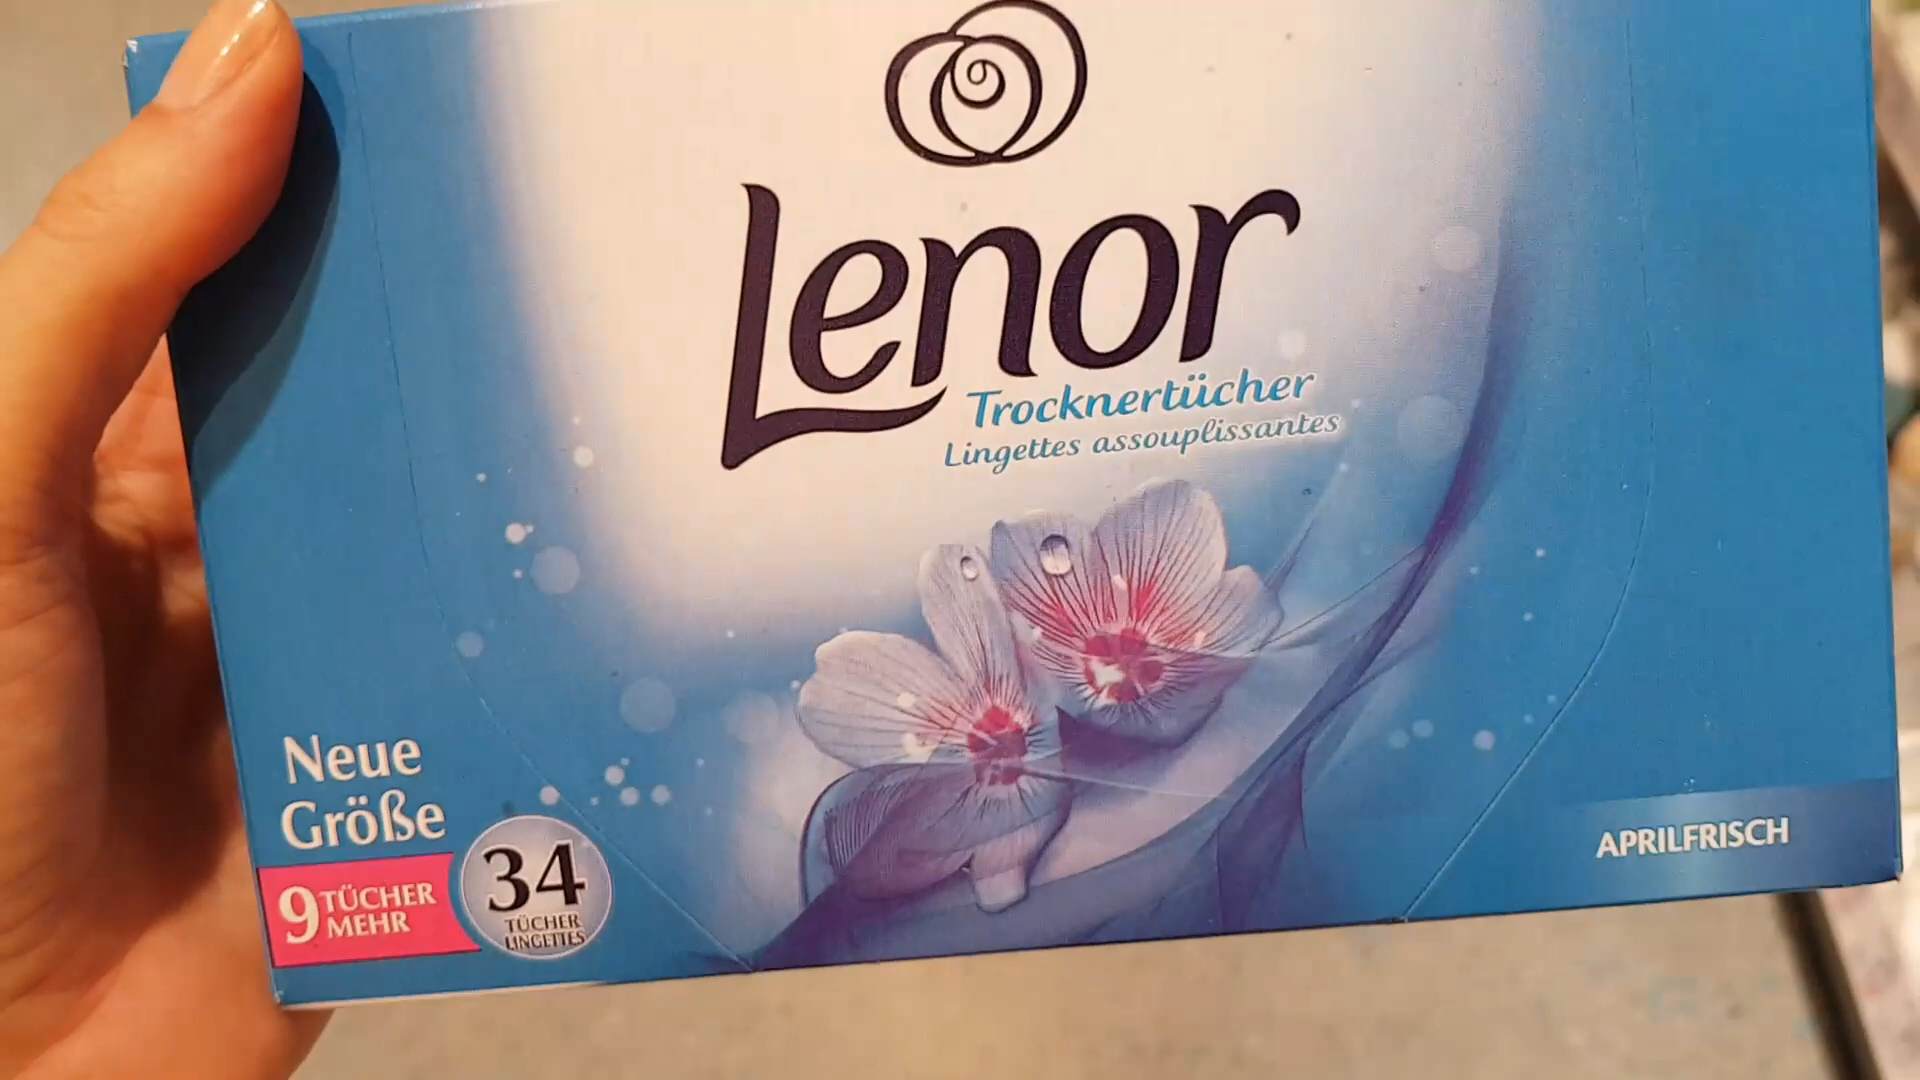 Lenor
Trocknertücher
Lingettes assouplissantes
Neue
Größe
9 TÜCHER
MEHR
34
TÜCHER
LINGETTES
APRILFRISCH